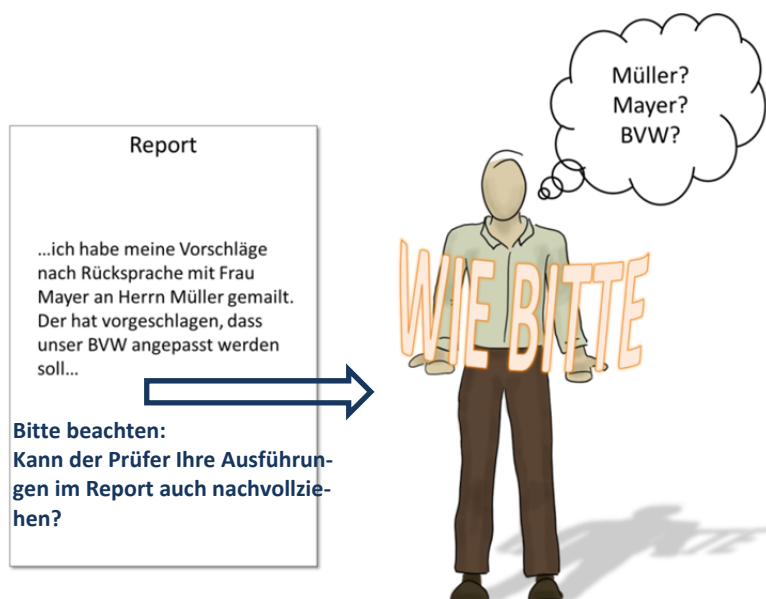 Report
...ich habe meine Vorschläge
nach Rücksprache mit Frau
Mayer an Herrn Müller gemailt.
Der hat vorgeschlagen, dass
unser BVW angepasst werden
soll...
Bitte beachten:
Kann der Prüfer Ihre Ausführun-
gen im Report auch nachvollzie-
hen?
Müller?
Mayer?
BVW?
WIE BITTE